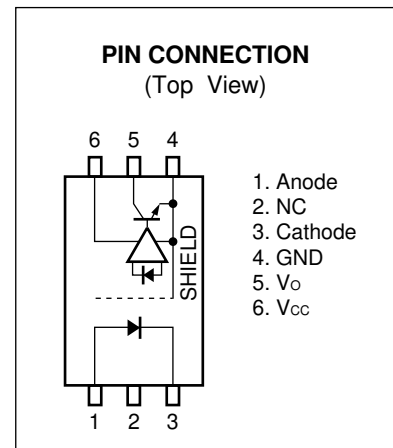 PIN CONNECTION
(Top View)
6 5 4
SHIELD
1 2 3
1. Anode
2. NC
3. Cathode
4. GND
5. Vo
6. Vcc